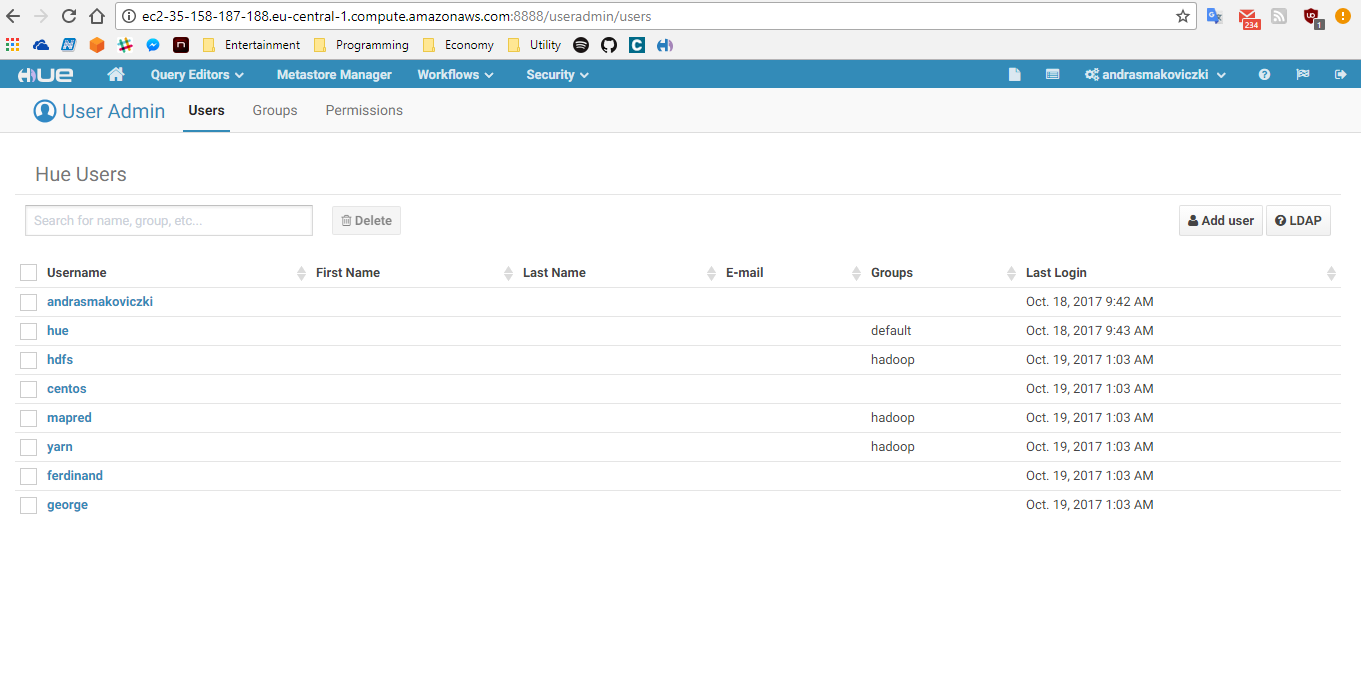 ec2-35-158-187-188.eu-central-1.compute.amazonaws.com:8888/useradmin/users
234
1
Entertainment Programming Economy Utility
HUE Query Editors Metastore Manager Workflows Security andrasmakoviczki
User Admin Users Groups Permissions
Hue Users
Search for name, group, etc... Delete Add user LDAP
Username First Name Last Name E-mail Groups Last Login
andrasmakoviczki Oct. 18, 2017 9:42 AM
hue default Oct. 18, 2017 9:43 AM
hdfs hadoop Oct. 19, 2017 1:03 AM
centos Oct. 19, 2017 1:03 AM
mapred hadoop Oct. 19, 2017 1:03 AM
yarn hadoop Oct. 19, 2017 1:03 AM
ferdinand Oct. 19, 2017 1:03 AM
george Oct. 19, 2017 1:03 AM